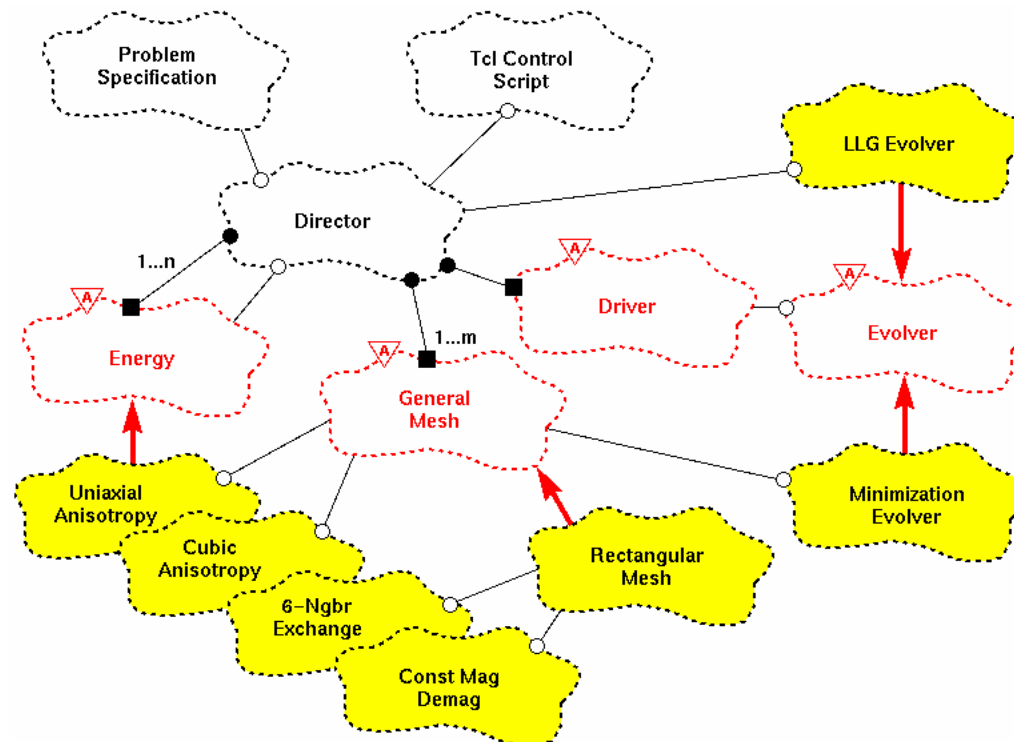 Problem
Specification
Tcl Control
Script
LLG Evolver
Director
1...n
A
A
A
Driver
Evolver
Energy
1...m
A
General
Mesh
Uniaxial
Anisotropy
Minimization
Evolver
Cubic
Anisotropy
Rectangular
Mesh
6-Ngbr
Exchange
Const Mag
Demag